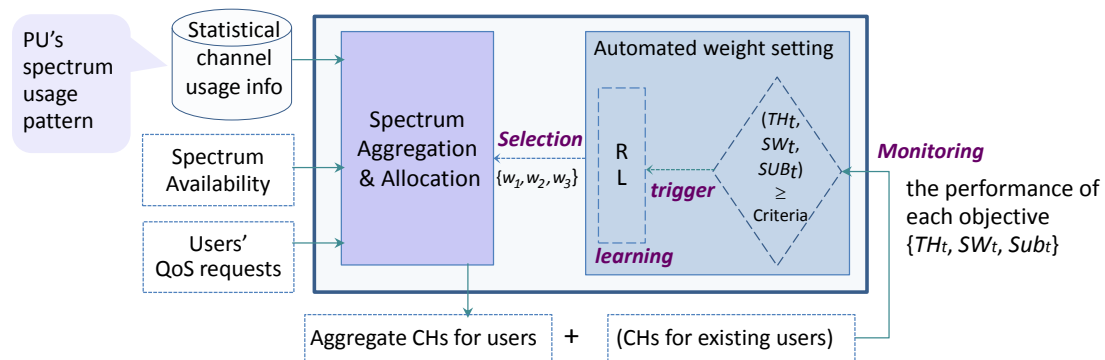 PU's
spectrum
usage
pattern
Statistical
channel
usage info
Spectrum
Availability
Users'
QoS requests
Spectrum
Aggregation
& Allocation
Selection
{w1, w2, w3}
Automated weight setting
R
L
learning
trigger
(THt,
SWt,
SUBt)
≥
Criteria
Monitoring
the performance of
each objective
{THt, SWt, Subt}
Aggregate CHs for users + (CHs for existing users)